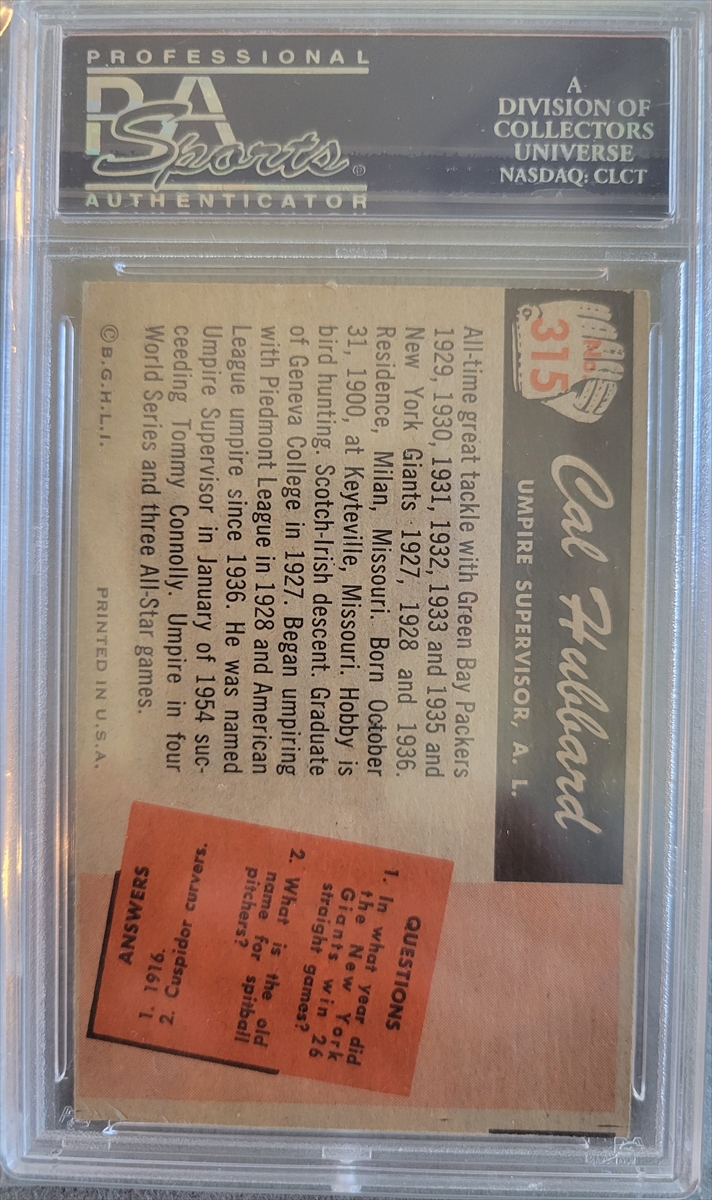 PROFESSIONAL
PSA
Sports®
AUTHENTICATOR
A
DIVISION OF
COLLECTORS
UNIVERSE
NASDAQ: CLCT
No.
315
Cal Hubbard
UMPIRE SUPERVISOR, A. L.
All-time great tackle with Green Bay Packers
1929, 1930, 1931, 1932, 1933 and 1935 and
New York Giants 1927, 1928 and 1936.
Residence, Milan, Missouri. Born October
31, 1900, at Keyteville, Missouri. Hobby is
bird hunting. Scotch-Irish descent. Graduate
of Geneva College in 1927. Began umpiring
with Piedmont League in 1928 and American
League umpire since 1936. He was named
Umpire Supervisor in January of 1954 suc-
ceeding Tommy Connolly. Umpire in four
World Series and three All-Star games.
©B.G.H.L.I.
PRINTED IN U.S.A.
QUESTIONS
1. In what year did
the New York
Giants win 26
straight games?
2. What is the old
name for spitball
pitchers?
ANSWERS
1. 1916.
2. Cuspidor curvers.